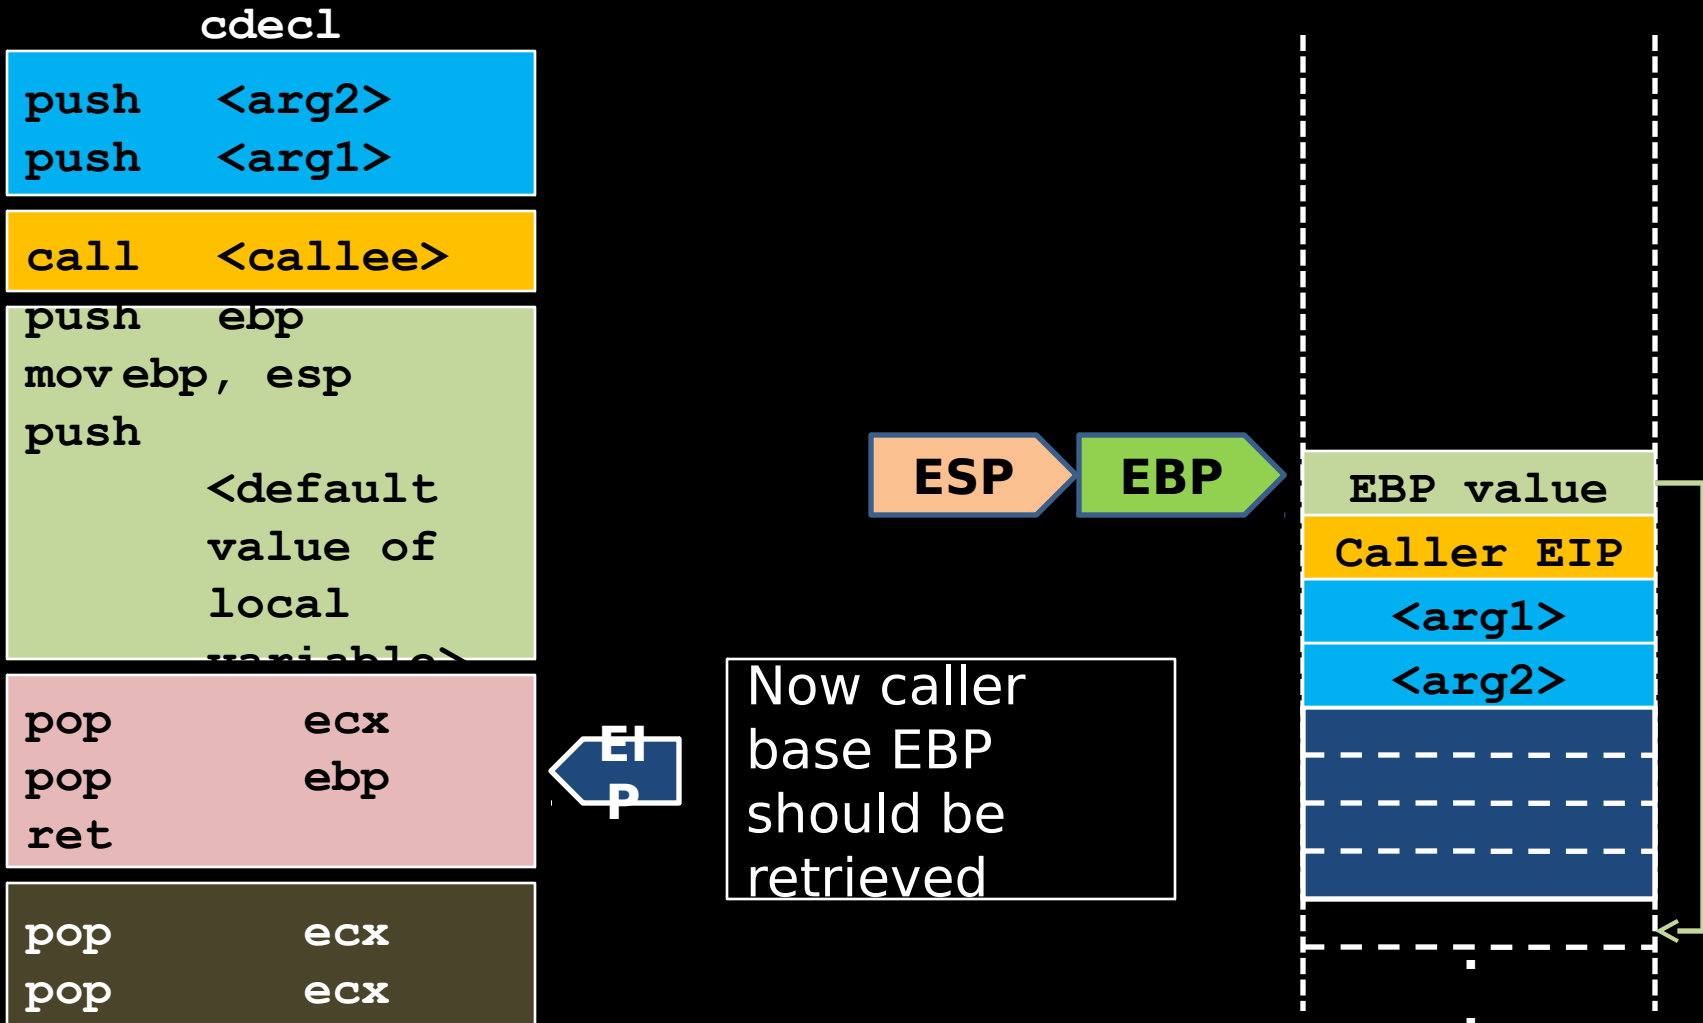 cdecl
push <arg2>
push <arg1>
call <callee>
push ebp
mov ebp, esp
push
<default
value of
local
variable>
pop ecx
pop ebp
ret
pop ecx
pop ecx
ESP
EBP
EI
P
Now caller
base EBP
should be
retrieved
EBP value
Caller EIP
<arg1>
<arg2>